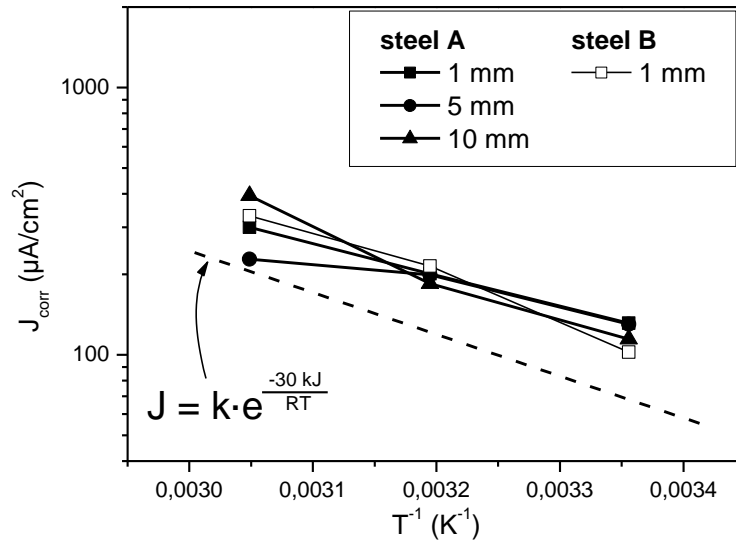 steel A steel B
1 mm 1 mm
5 mm
10 mm
1000
100
J_corr (µA/cm²)
J = k·e^(-30 kJ/RT)
0,0030 0,0031 0,0032 0,0033 0,0034
T⁻¹ (K⁻¹)